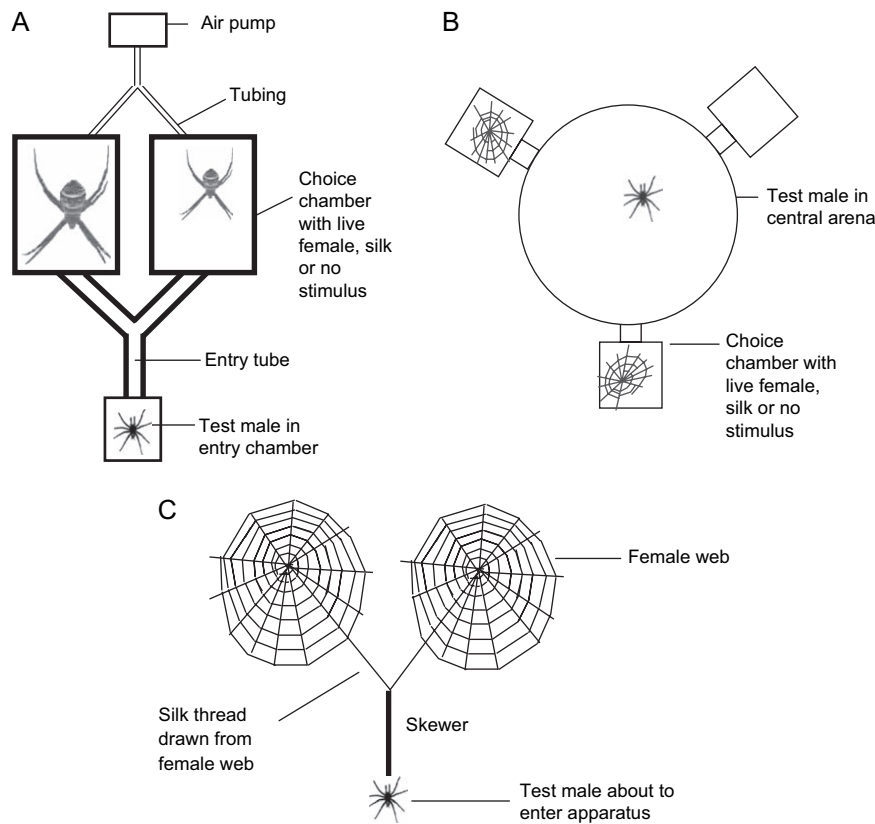 A
Air pump
Tubing
Choice
chamber
with live
female, silk
or no
stimulus
Entry tube
Test male in
entry chamber
B
Test male in
central arena
Choice
chamber with
live female,
silk or no
stimulus
C
Female web
Silk thread
drawn from
female web
Skewer
Test male about to
enter apparatus